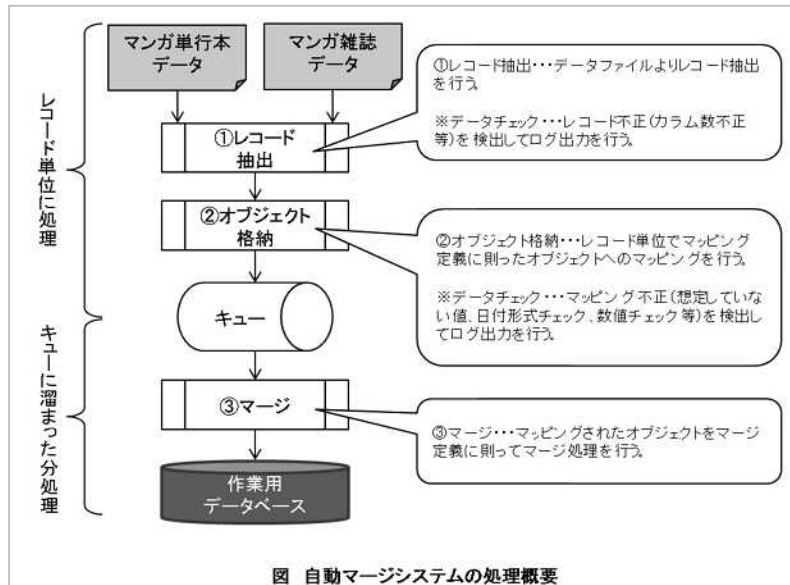 マンガ単行本
データ
マンガ雑誌
データ
レコード単位に処理
①レコード
抽出
①レコード抽出・・・データファイルよりレコード抽出
を行う。
※データチェック・・・レコード不正(カラム数不正
等)を検出してログ出力を行う。
②オブジェクト
格納
②オブジェクト格納・・・レコード単位でマッピング
定義に則ったオブジェクトへのマッピングを行う。
※データチェック・・・マッピング不正(想定していな
い値、日付形式チェック、数値チェック等)を検出し
てログ出力を行う。
キュー
キューに溜まった分処理
③マージ
③マージ・・・マッピングされたオブジェクトをマージ
定義に則ってマージ処理を行う。
作業用
データベース
図 自動マージシステムの処理概要